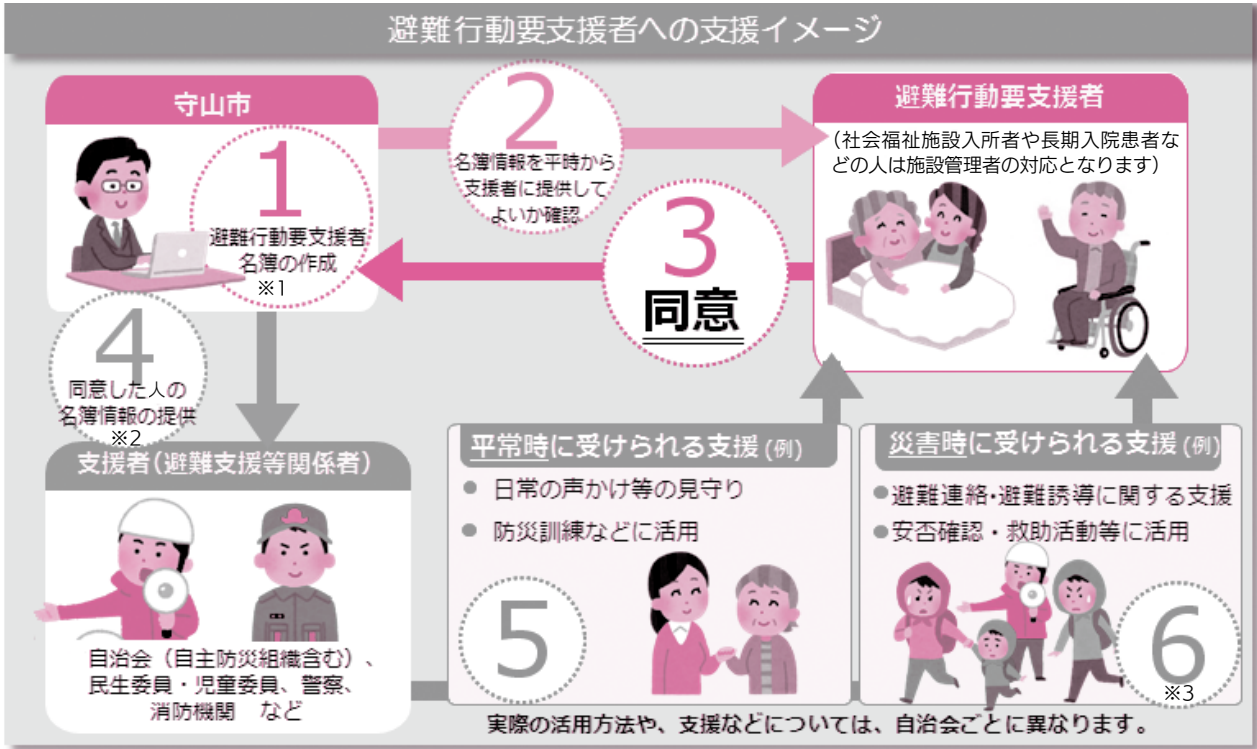 避難行動要支援者への支援イメージ
守山市
1
避難行動要支援者
名簿の作成
※1
2
名簿情報を平時から
支援者に提供して
よいか確認
避難行動要支援者
（社会福祉施設入所者や長期入院患者な
どの人は施設管理者の対応となります）
3
同意
4
同意した人の
名簿情報の提供
※2
支援者（避難支援等関係者）
自治会（自主防災組織含む）、
民生委員・児童委員、警察、
消防機関　など
平常時に受けられる支援(例)
● 日常の声かけ等の見守り
● 防災訓練などに活用
5
災害時に受けられる支援(例)
●避難連絡・避難誘導に関する支援
●安否確認・救助活動等に活用
6
※3
実際の活用方法や、支援などについては、自治会ごとに異なります。